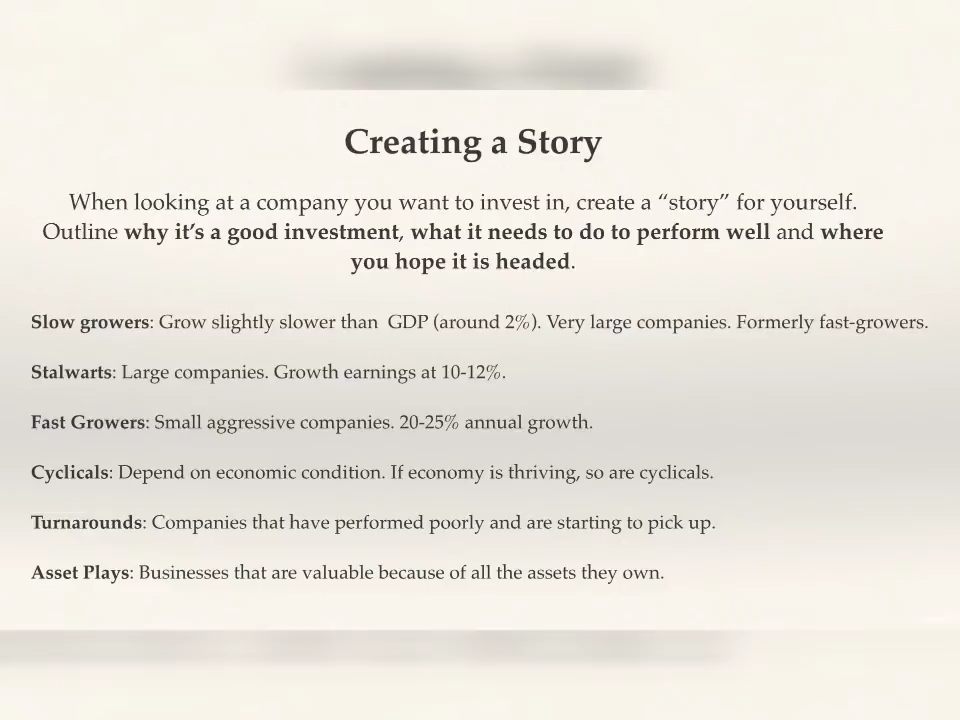 Creating a Story
When looking at a company you want to invest in, create a “story” for yourself.
Outline why it’s a good investment, what it needs to do to perform well and where
you hope it is headed.
Slow growers: Grow slightly slower than  GDP (around 2%). Very large companies. Formerly fast-growers.
Stalwarts: Large companies. Growth earnings at 10-12%.
Fast Growers: Small aggressive companies. 20-25% annual growth.
Cyclicals: Depend on economic condition. If economy is thriving, so are cyclicals.
Turnarounds: Companies that have performed poorly and are starting to pick up.
Asset Plays: Businesses that are valuable because of all the assets they own.